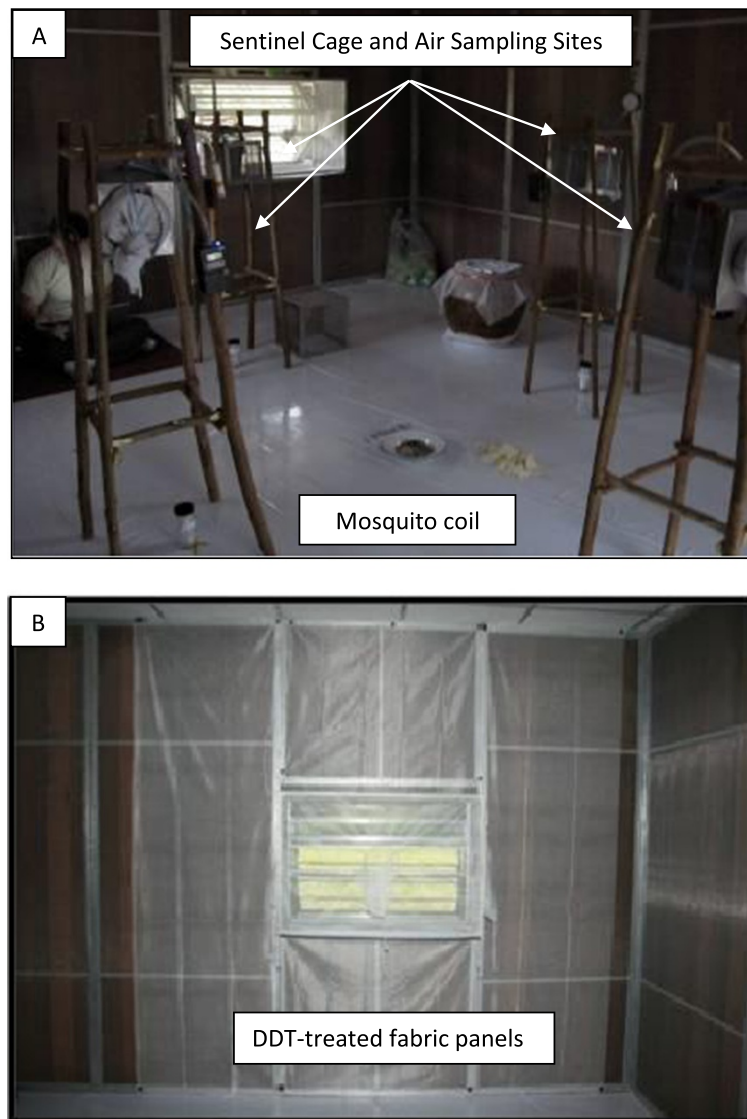 A
Sentinel Cage and Air Sampling Sites
Mosquito coil
B
DDT-treated fabric panels